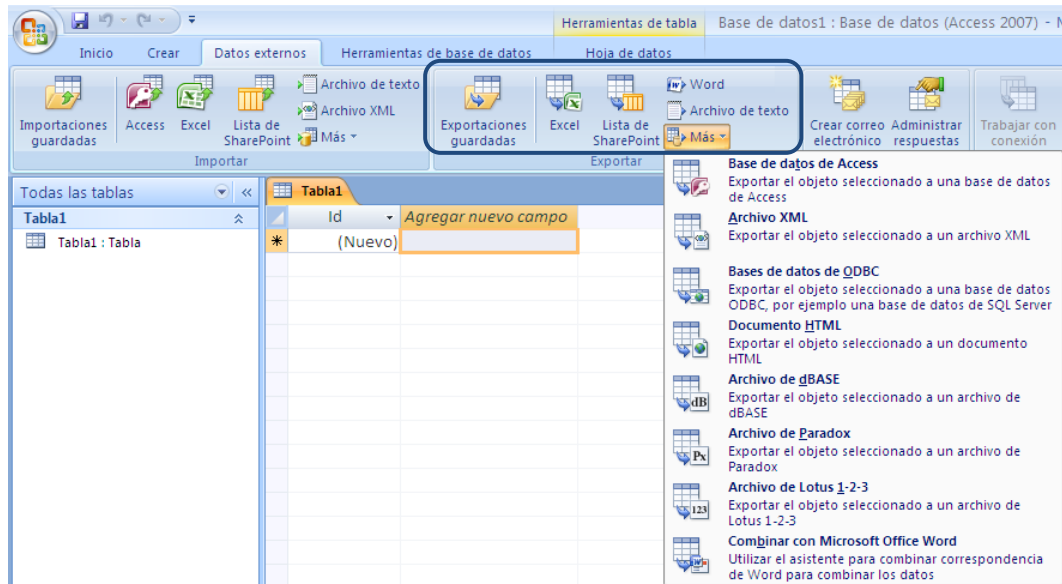 Herramientas de tabla Base de datos1 : Base de datos (Access 2007) -
Inicio Crear Datos externos Herramientas de base de datos Hoja de datos
Importaciones guardadas
Access
Excel
Lista de SharePoint
Archivo de texto
Archivo XML
Más
Importar
Exportaciones guardadas
Excel
Lista de SharePoint
Word
Archivo de texto
Más
Exportar
Crear correo electrónico
Administrar respuestas
Trabajar con conexión
Todas las tablas
Tabla1
Tabla1 : Tabla
Tabla1
Id Agregar nuevo campo
* (Nuevo)
Base de datos de Access
Exportar el objeto seleccionado a una base de datos
de Access
Archivo XML
Exportar el objeto seleccionado a un archivo XML
Bases de datos de ODBC
Exportar el objeto seleccionado a una base de datos
ODBC, por ejemplo una base de datos de SQL Server
Documento HTML
Exportar el objeto seleccionado a un documento
HTML
Archivo de dBASE
Exportar el objeto seleccionado a un archivo de
dBASE
Archivo de Paradox
Exportar el objeto seleccionado a un archivo de
Paradox
Archivo de Lotus 1-2-3
Exportar el objeto seleccionado a un archivo de
Lotus 1-2-3
Combinar con Microsoft Office Word
Utilizar el asistente para combinar correspondencia
de Word para combinar los datos